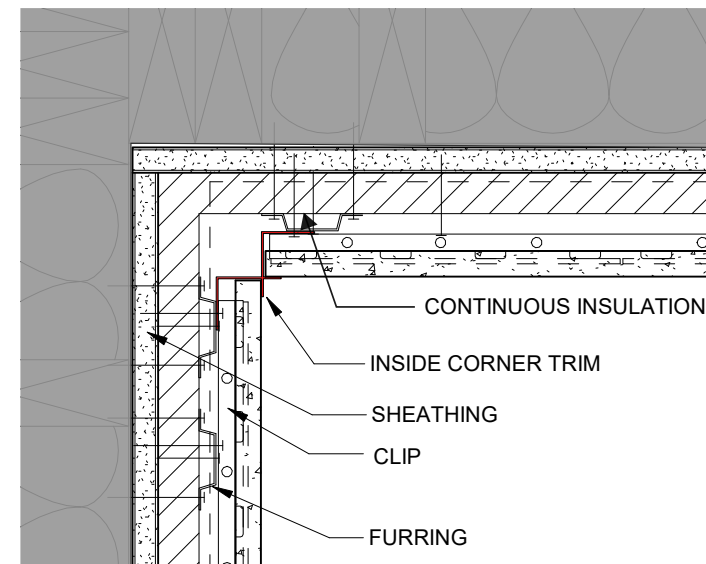 CONTINUOUS INSULATION
INSIDE CORNER TRIM
SHEATHING
CLIP
FURRING